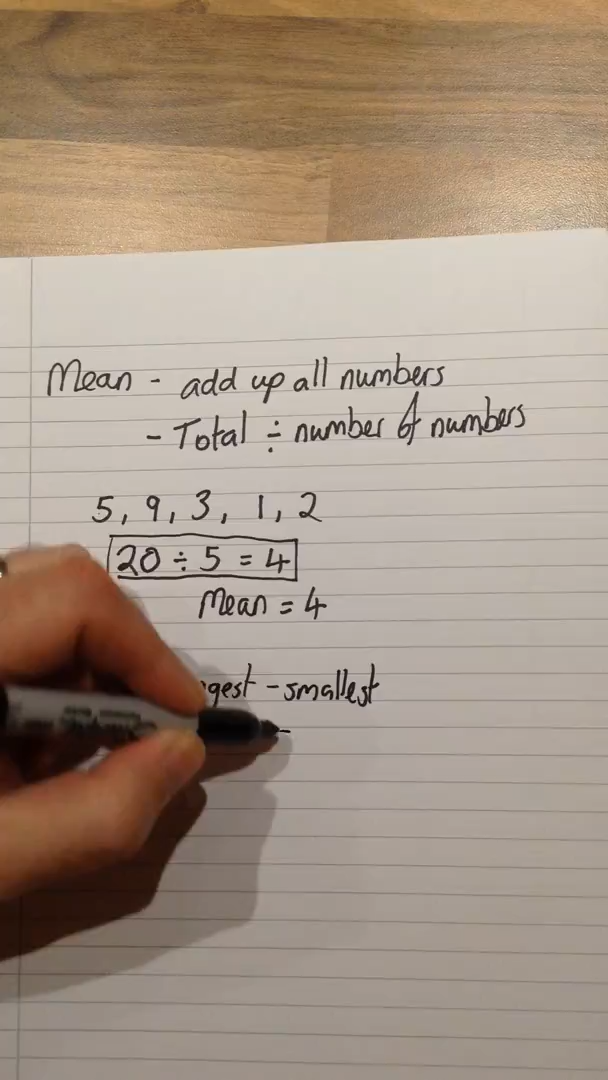 Mean - add up all numbers
- Total ÷ number of numbers
5, 9, 3, 1, 2
20 ÷ 5 = 4
Mean = 4
- smallest